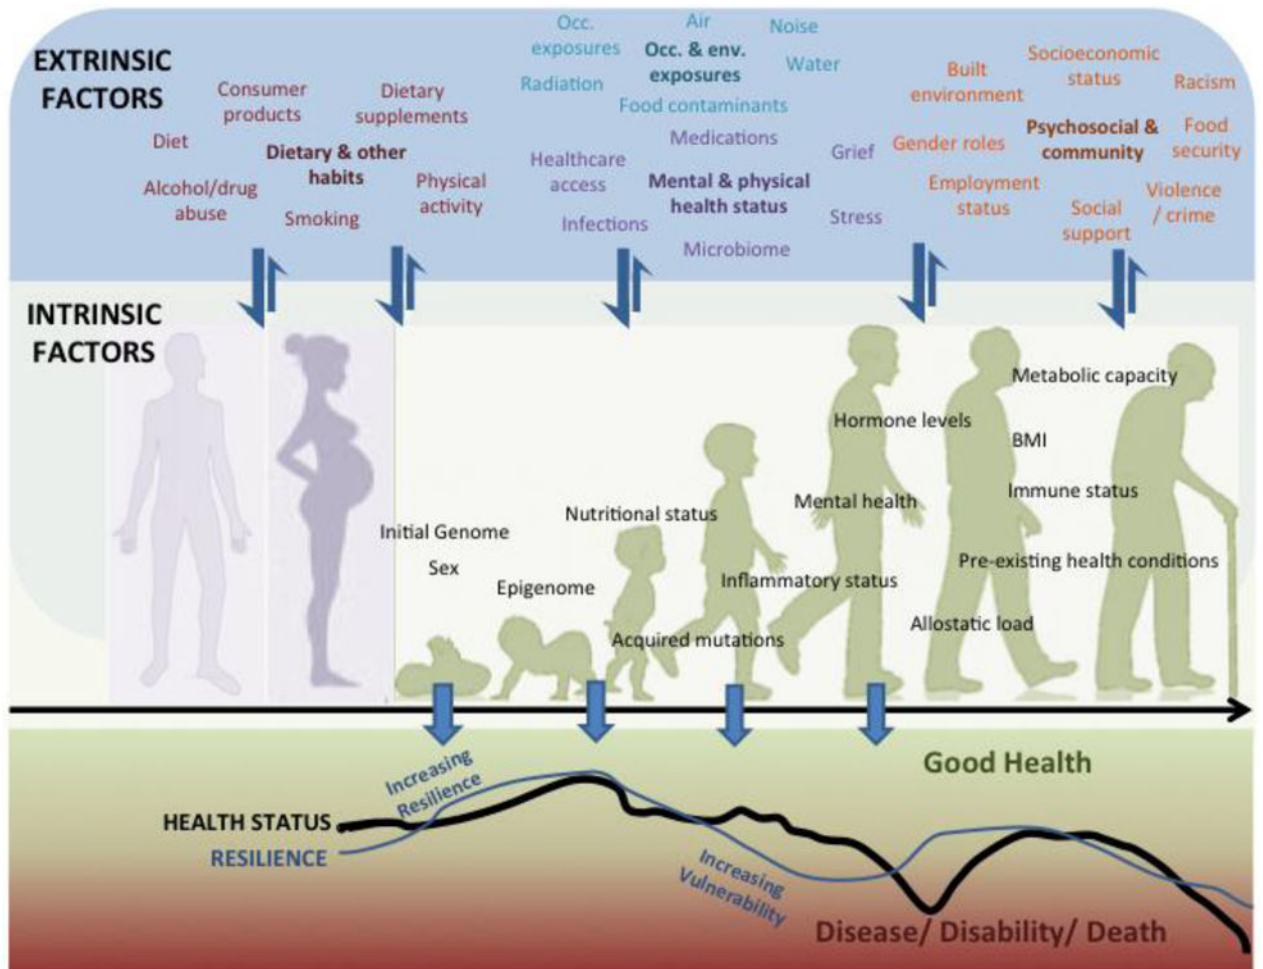 EXTRINSIC
FACTORS
Consumer
products
Dietary
supplements
Diet
Dietary & other
habits
Alcohol/drug
abuse
Physical
activity
Smoking
Occ.
exposures
Air
Noise
Occ. & env.
exposures
Water
Radiation
Food contaminants
Medications
Healthcare
access
Grief
Mental & physical
health status
Infections
Stress
Microbiome
Built
environment
Socioeconomic
status
Racism
Gender roles
Psychosocial &
community
Food
security
Employment
status
Social
support
Violence
/ crime
INTRINSIC
FACTORS
Metabolic capacity
Hormone levels
BMI
Immune status
Mental health
Nutritional status
Initial Genome
Sex
Epigenome
Inflammatory status
Pre-existing health conditions
Acquired mutations
Allostatic load
Good Health
Increasing
Resilience
HEALTH STATUS
RESILIENCE
Increasing
Vulnerability
Disease/ Disability/ Death